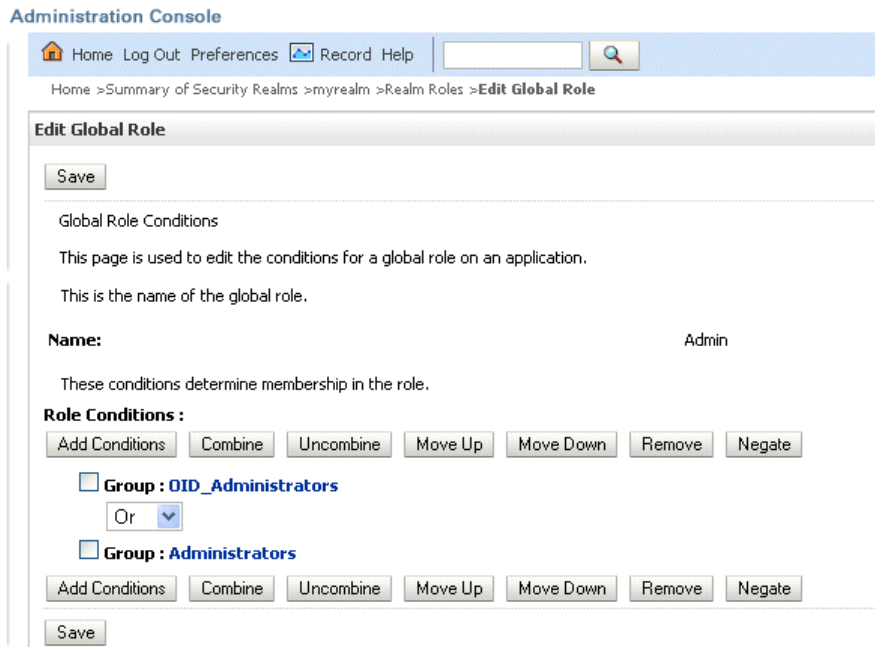 Administration Console
Home Log Out Preferences Record Help
Home >Summary of Security Realms >myrealm >Realm Roles >Edit Global Role
Edit Global Role
Save
Global Role Conditions
This page is used to edit the conditions for a global role on an application.
This is the name of the global role.
Name: Admin
These conditions determine membership in the role.
Role Conditions :
Add Conditions Combine Uncombine Move Up Move Down Remove Negate
Group : OID_Administrators
Or
Group : Administrators
Add Conditions Combine Uncombine Move Up Move Down Remove Negate
Save